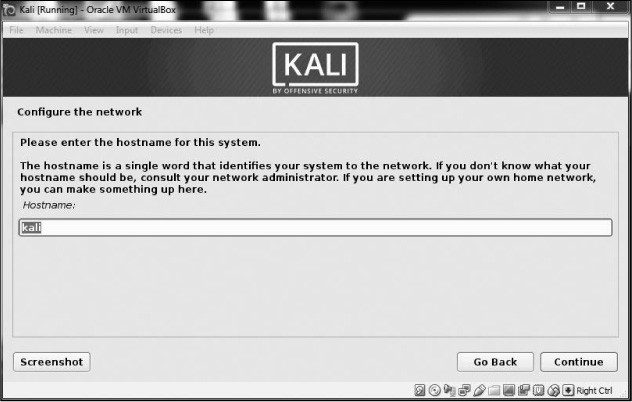 Kali [Running] - Oracle VM VirtualBox
File Machine View Input Devices Help
KALI
BY OFFENSIVE SECURITY
Configure the network
Please enter the hostname for this system.
The hostname is a single word that identifies your system to the network. If you don't know what your
hostname should be, consult your network administrator. If you are setting up your own home network,
you can make something up here.
Hostname:
kali
Screenshot
Go Back
Continue
Right Ctrl